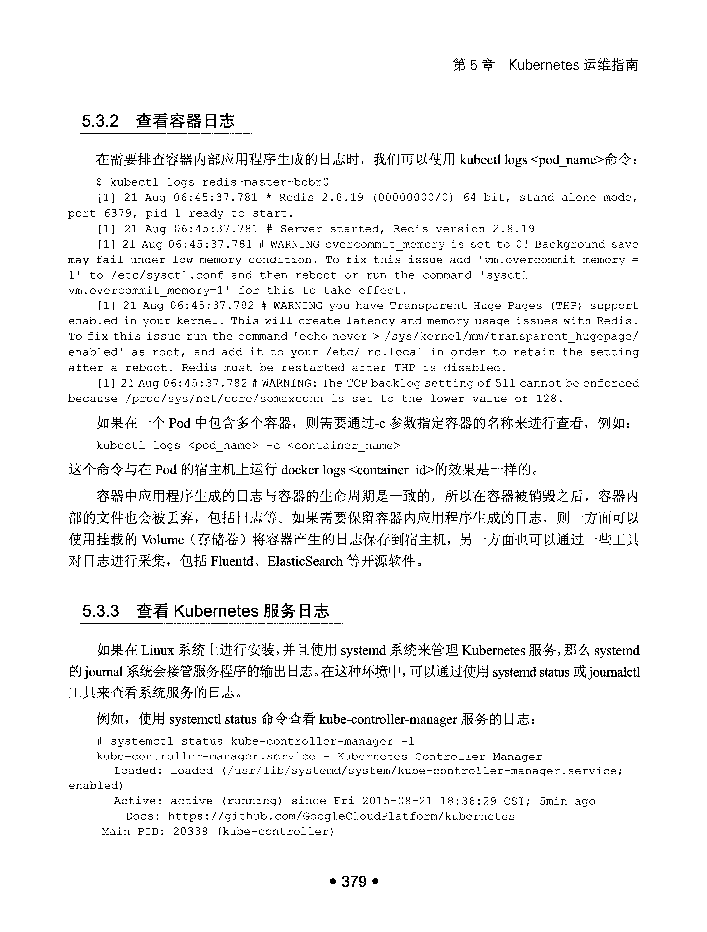 第 5 章 Kubernetes 运维指南
5.3.2 查看容器日志
在需要排查容器内部应用程序生成的日志时，我们可以使用 kubectl logs <pod_name>命令：
$ kubectl logs redis-master-bobr0
[1] 21 Aug 06:45:37.781 * Redis 2.8.19 (00000000/0) 64 bit, stand alone mode,
port 6379, pid 1 ready to start.
[1] 21 Aug 06:45:37.781 # Server started, Redis version 2.8.19
[1] 21 Aug 06:45:37.781 # WARNING overcommit_memory is set to 0! Background save
may fail under low memory condition. To fix this issue add 'vm.overcommit_memory =
1' to /etc/sysctl.conf and then reboot or run the command 'sysctl
vm.overcommit_memory=1' for this to take effect.
[1] 21 Aug 06:45:37.782 # WARNING you have Transparent Huge Pages (THP) support
enabled in your kernel. This will create latency and memory usage issues with Redis.
To fix this issue run the command 'echo never > /sys/kernel/mm/transparent_hugepage/
enabled' as root, and add it to your /etc/ rc.local in order to retain the setting
after a reboot. Redis must be restarted after THP is disabled.
[1] 21 Aug 06:45:37.782 # WARNING: The TCP backlog setting of 511 cannot be enforced
because /proc/sys/net/core/somaxconn is set to the lower value of 128.
如果在一个 Pod 中包含多个容器，则需要通过-c 参数指定容器的名称来进行查看，例如：
kubectl logs <pod_name> -c <container_name>
这个命令与在 Pod 的宿主机上运行 docker logs <container_id>的效果是一样的。
容器中应用程序生成的日志与容器的生命周期是一致的，所以在容器被销毁之后，容器内
部的文件也会被丢弃，包括日志等。如果需要保留容器内应用程序生成的日志，则一方面可以
使用挂载的 Volume（存储卷）将容器产生的日志保存到宿主机，另一方面也可以通过一些工具
对日志进行采集，包括 Fluentd、ElasticSearch 等开源软件。
5.3.3 查看 Kubernetes 服务日志
如果在 Linux 系统上进行安装，并且使用 systemd 系统来管理 Kubernetes 服务，那么 systemd
的 journal 系统会接管服务程序的输出日志。在这种环境中，可以通过使用 systemd status 或 journalctl
工具来查看系统服务的日志。
例如，使用 systemctl status 命令查看 kube-controller-manager 服务的日志：
# systemctl status kube-controller-manager -l
kube-controller-manager.service - Kubernetes Controller Manager
Loaded: loaded (/usr/lib/systemd/system/kube-controller-manager.service;
enabled)
Active: active (running) since Fri 2015-08-21 18:36:29 CST; 5min ago
Docs: https://github.com/GoogleCloudPlatform/kubernetes
Main PID: 20339 (kube-controller)
• 379 •